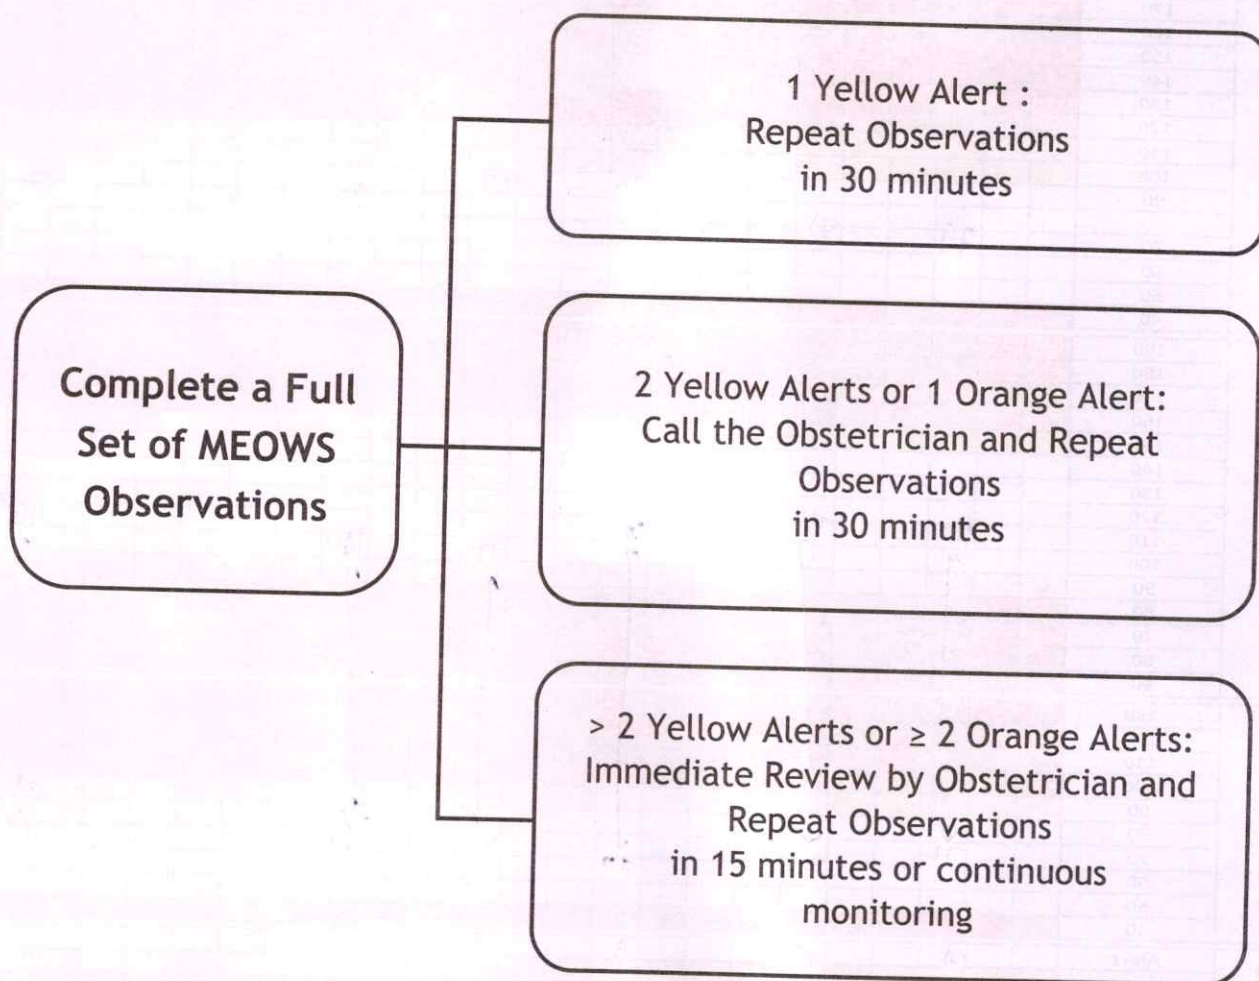 1 Yellow Alert :
Repeat Observations
in 30 minutes
Complete a Full
Set of MEOWS
Observations
2 Yellow Alerts or 1 Orange Alert:
Call the Obstetrician and Repeat
Observations
in 30 minutes
> 2 Yellow Alerts or ≥ 2 Orange Alerts:
Immediate Review by Obstetrician and
Repeat Observations
in 15 minutes or continuous
monitoring